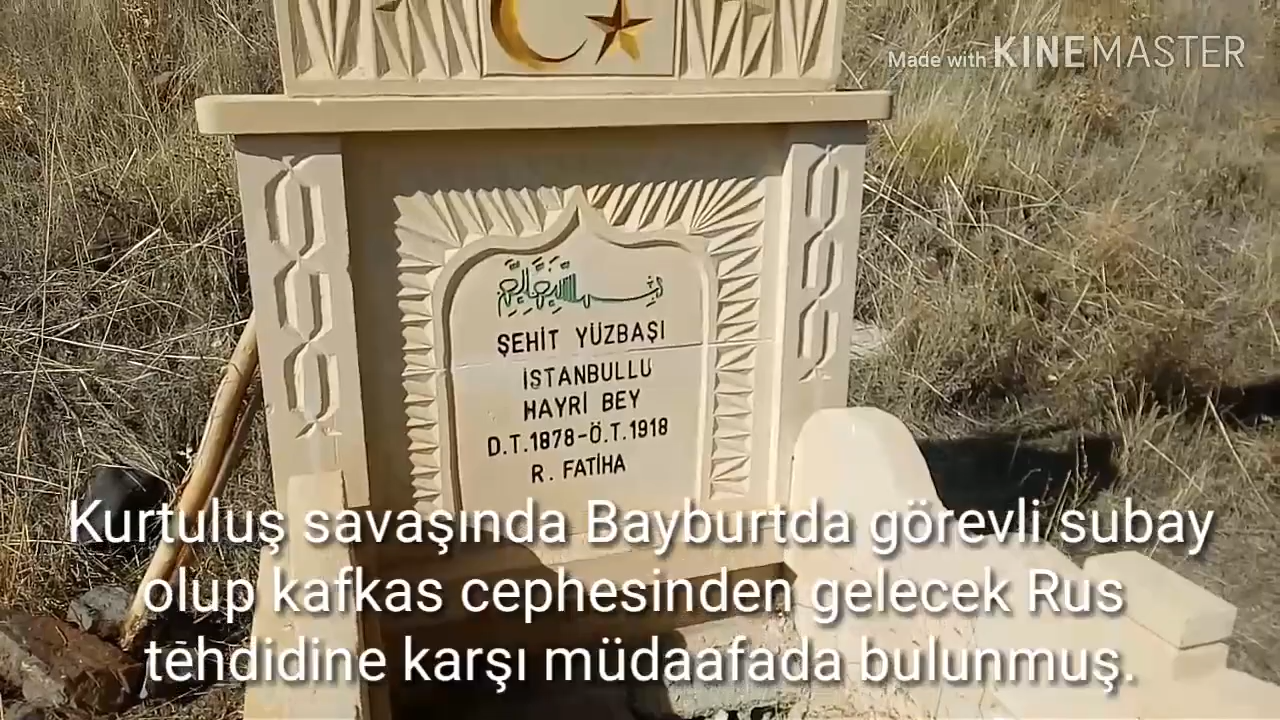 Made with KINEMASTER
﷽
ŞEHİT YÜZBAŞI
İSTANBULLU
HAYRİ BEY
D.T.1878-Ö.T.1918
R. FATİHA
Kurtuluş savaşında Bayburtda görevli subay
olup kafkas cephesinden gelecek Rus
tehdidine karşı müdaafada bulunmuş.